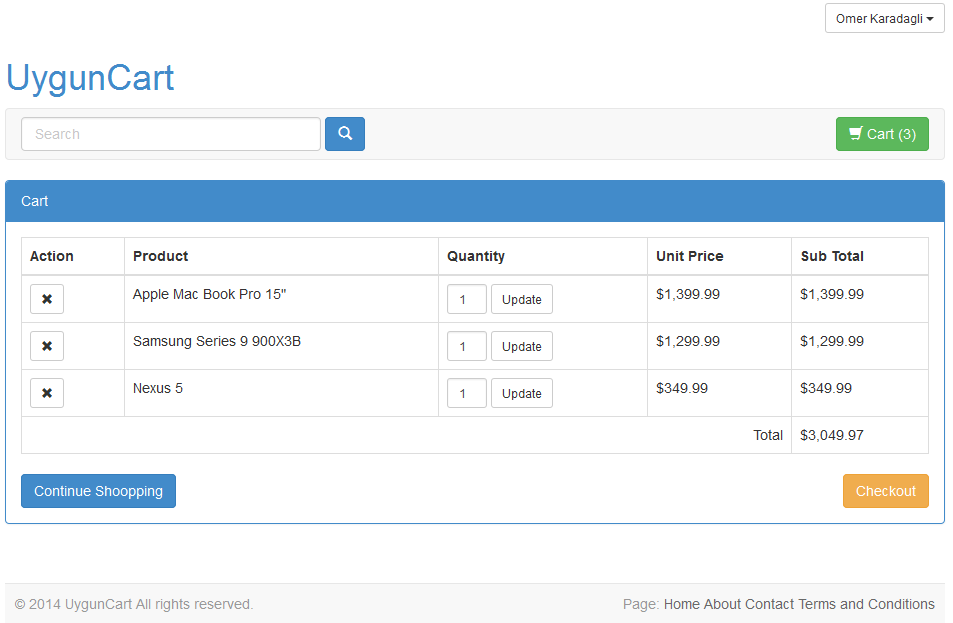 Omer Karadagli
UygunCart
Search Cart (3)
Cart
Action Product Quantity Unit Price Sub Total
Apple Mac Book Pro 15" 1 Update $1,399.99 $1,399.99
Samsung Series 9 900X3B 1 Update $1,299.99 $1,299.99
Nexus 5 1 Update $349.99 $349.99
Total $3,049.97
Continue Shoopping Checkout
© 2014 UygunCart All rights reserved. Page: Home About Contact Terms and Conditions